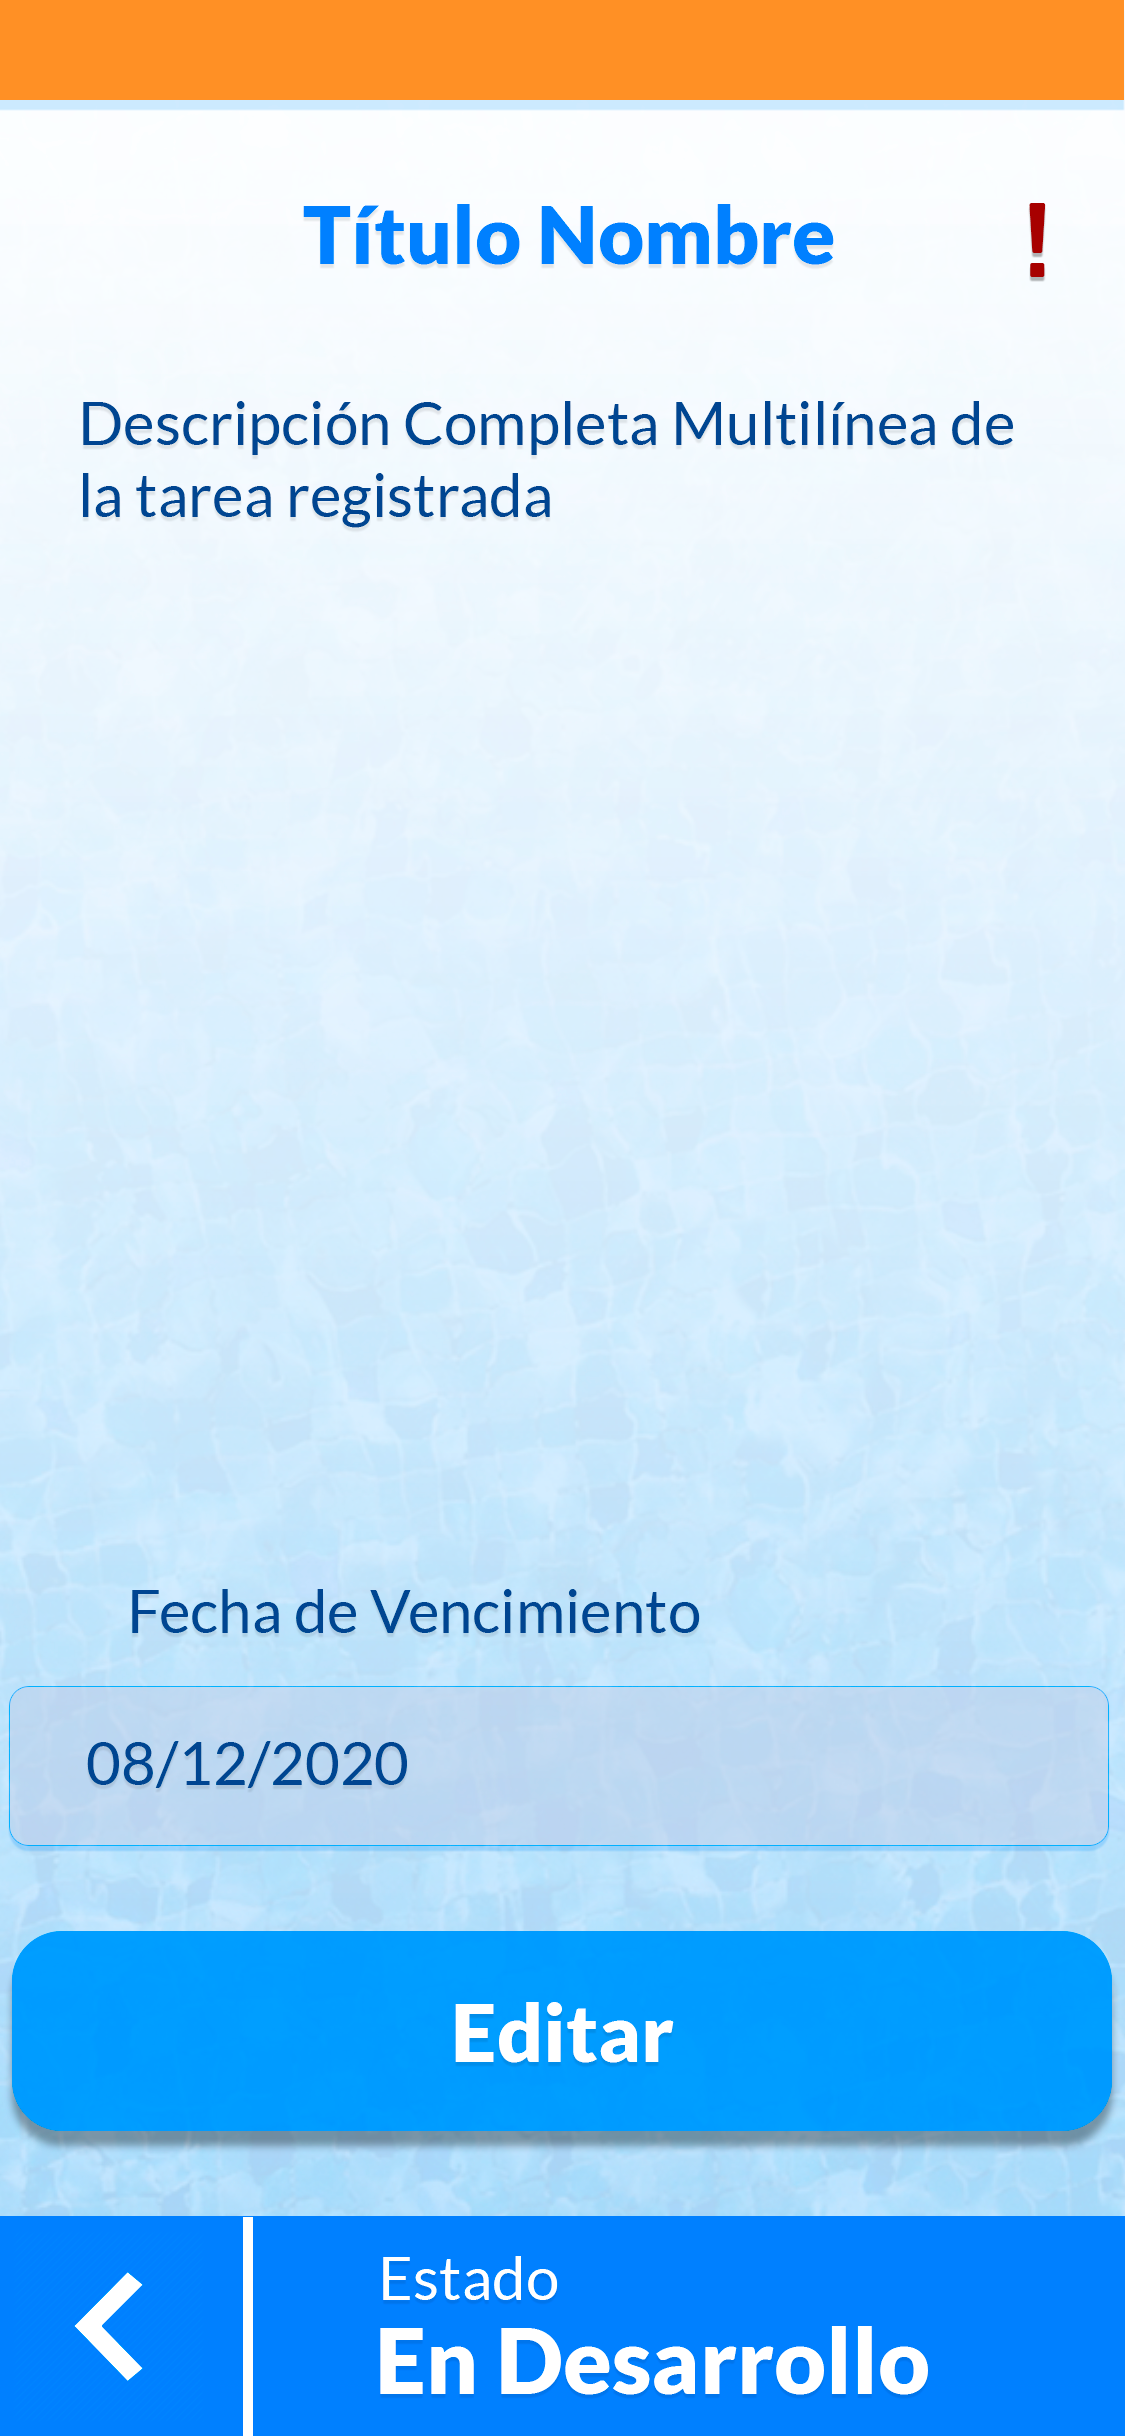 Título Nombre !
Descripción Completa Multilínea de
la tarea registrada
Fecha de Vencimiento
08/12/2020
Editar
Estado
En Desarrollo